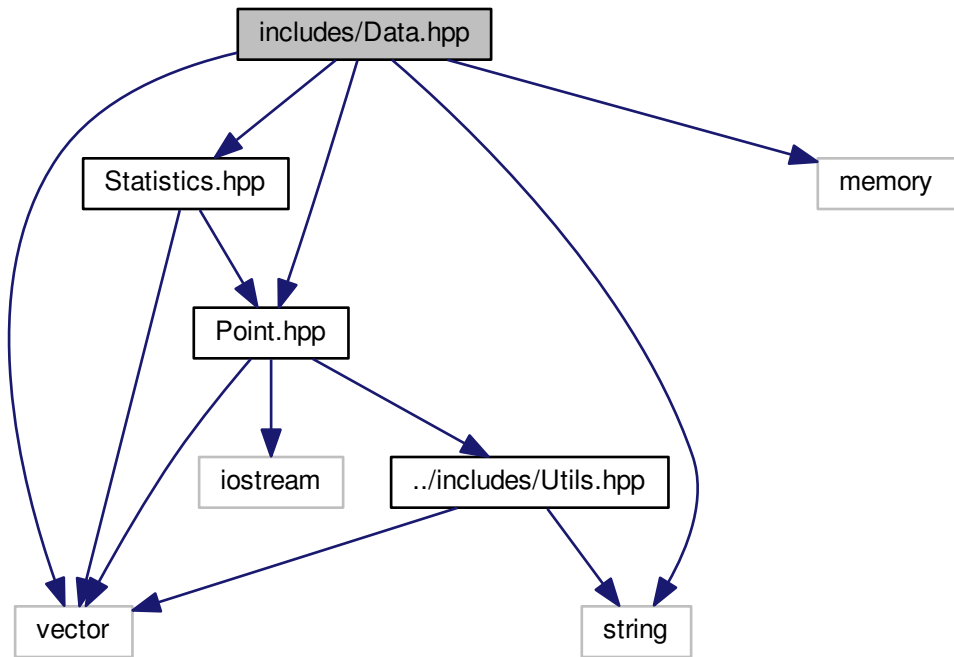 includes/Data.hpp
Statistics.hpp
memory
Point.hpp
iostream
../includes/Utils.hpp
vector
string